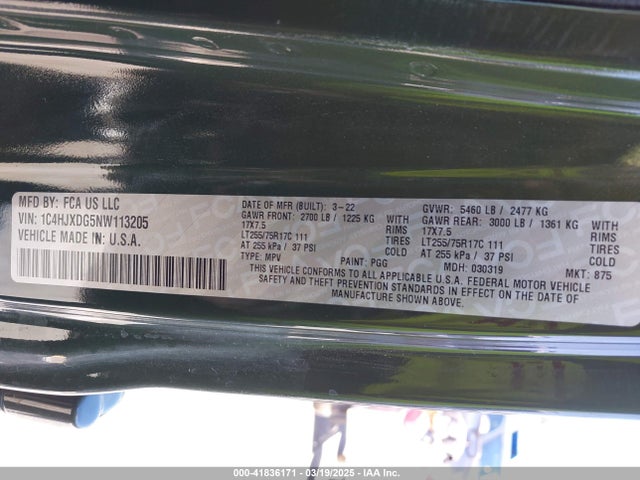 MFD BY: FCA US LLC
VIN: 1C4HJXDG5NW113205
VEHICLE MADE IN: U.S.A.
DATE OF MFR (BUILT): 3-22
GAWR FRONT: 2700 LB / 1225 KG WITH
17X7.5 RIMS
LT255/75R17C 111 TIRES
AT 255 kPa / 37 PSI COLD
TYPE: MPV PAINT: PGG
GVWR: 5460 LB / 2477 KG
GAWR REAR: 3000 LB / 1361 KG WITH
17X7.5 RIMS
LT255/75R17C 111 TIRES
AT 255 kPa / 37 PSI COLD
MDH: 030319 MKT: 875
THIS VEHICLE CONFORMS TO ALL APPLICABLE U.S.A. FEDERAL MOTOR VEHICLE
SAFETY AND THEFT PREVENTION STANDARDS IN EFFECT ON THE DATE OF
MANUFACTURE SHOWN ABOVE.
000-41836171 | 03/19/2025 - IAAI.COM